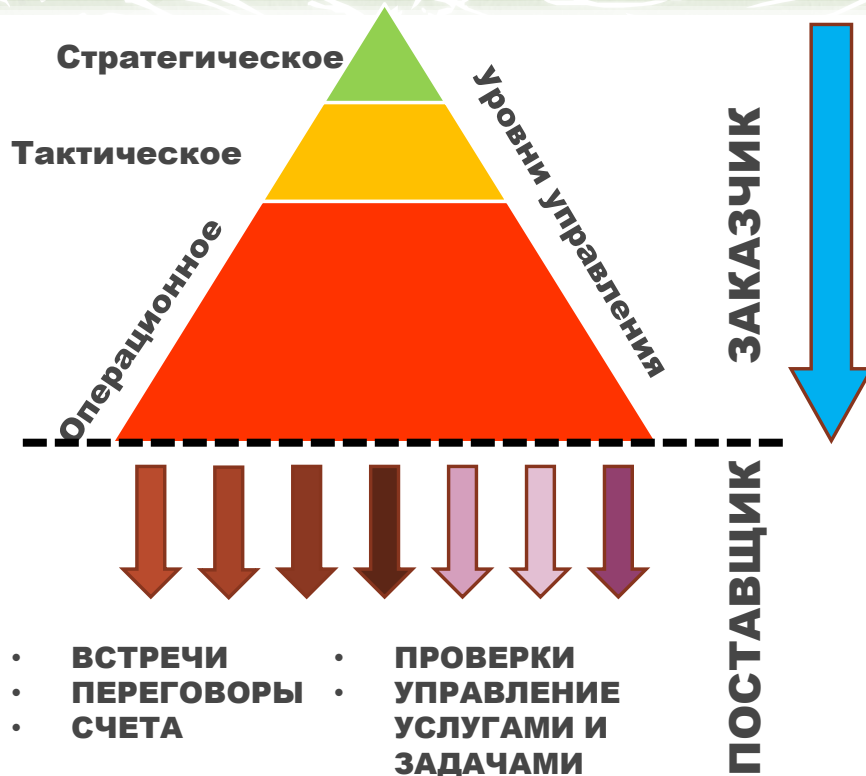 Стратегическое
Тактическое
Операционное
Уровни управления
ЗАКАЗЧИК
ПОСТАВЩИК
• ВСТРЕЧИ
• ПЕРЕГОВОРЫ
• СЧЕТА
• ПРОВЕРКИ
• УПРАВЛЕНИЕ
УСЛУГАМИ И
ЗАДАЧАМИ